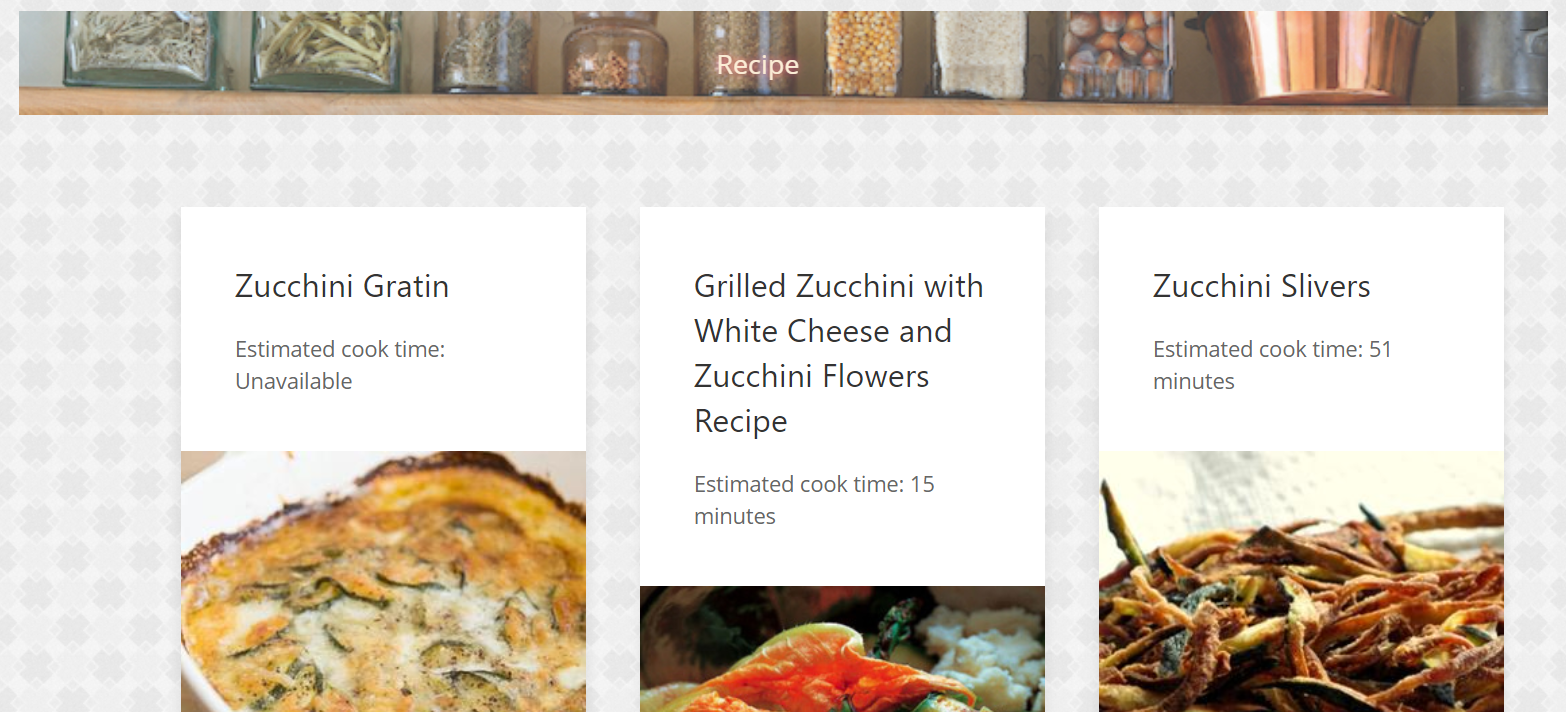 Recipe
Zucchini Gratin
Estimated cook time:
Unavailable
Grilled Zucchini with
White Cheese and
Zucchini Flowers
Recipe
Estimated cook time: 15
minutes
Zucchini Slivers
Estimated cook time: 51
minutes